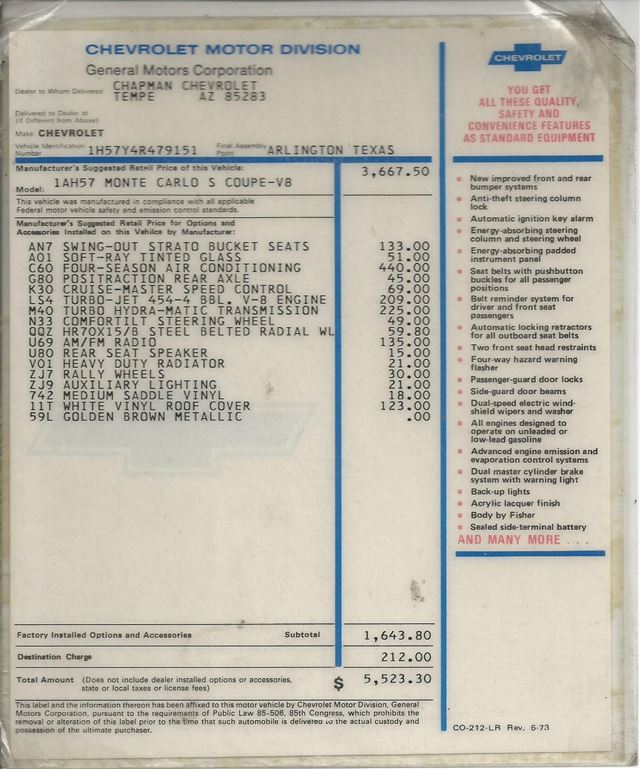 CHEVROLET MOTOR DIVISION
General Motors Corporation
Dealer to Whom Delivered CHAPMAN CHEVROLET
TEMPE AZ 85283
Delivered to Dealer at
(If Different from Above)
Make CHEVROLET
Vehicle Identification Number 1H57Y4R479151 Final Assembly Point ARLINGTON TEXAS
Manufacturer's Suggested Retail Price of this Vehicle: 3,667.50
Model: 1AH57 MONTE CARLO S COUPE-V8
This vehicle was manufactured in compliance with all applicable
Federal motor vehicle safety and emission control standards.
Manufacturer's Suggested Retail Price for Options and
Accessories Installed on this Vehicle by Manufacturer:
AN7 SWING-OUT STRATO BUCKET SEATS 133.00
A01 SOFT-RAY TINTED GLASS 51.00
C60 FOUR-SEASON AIR CONDITIONING 440.00
G80 POSITRACTION REAR AXLE 45.00
K30 CRUISE-MASTER SPEED CONTROL 69.00
LS4 TURBO-JET 454-4 BBL. V-8 ENGINE 209.00
M40 TURBO HYDRA-MATIC TRANSMISSION 225.00
N33 COMFORTILT STEERING WHEEL 49.00
QQZ HR70X15/B STEEL BELTED RADIAL WL 59.80
U69 AM/FM RADIO 135.00
U80 REAR SEAT SPEAKER 15.00
V01 HEAVY DUTY RADIATOR 21.00
ZJ7 RALLY WHEELS 30.00
ZJ9 AUXILIARY LIGHTING 21.00
742 MEDIUM SADDLE VINYL 18.00
11T WHITE VINYL ROOF COVER 123.00
59L GOLDEN BROWN METALLIC .00
Factory Installed Options and Accessories Subtotal 1,643.80
Destination Charge 212.00
Total Amount (Does not include dealer installed options or accessories,
state or local taxes or license fees) $ 5,523.30
This label and the information thereon has been affixed to this motor vehicle by Chevrolet Motor Division, General
Motors Corporation, pursuant to the requirements of Public Law 85-506, 85th Congress, which prohibits the
removal or alteration of this label prior to the time that such automobile is delivered to the actual custody and
possession of the ultimate purchaser.
CHEVROLET
YOU GET
ALL THESE QUALITY,
SAFETY AND
CONVENIENCE FEATURES
AS STANDARD EQUIPMENT
• New improved front and rear
bumper systems
• Anti-theft steering column
lock
• Automatic ignition key alarm
• Energy-absorbing steering
column and steering wheel
• Energy-absorbing padded
instrument panel
• Seat belts with pushbutton
buckles for all passenger
positions
• Belt reminder system for
driver and front seat
passengers
• Automatic locking retractors
for all outboard seat belts
• Two front seat head restraints
• Four-way hazard warning
flasher
• Passenger-guard door locks
• Side-guard door beams
• Dual-speed electric wind-
shield wipers and washer
• All engines designed to
operate on unleaded or
low-lead gasoline
• Advanced engine emission and
evaporation control systems
• Dual master cylinder brake
system with warning light
• Back-up lights
• Acrylic lacquer finish
• Body by Fisher
• Sealed side-terminal battery
AND MANY MORE . . .
CO-212-LR Rev. 6-73